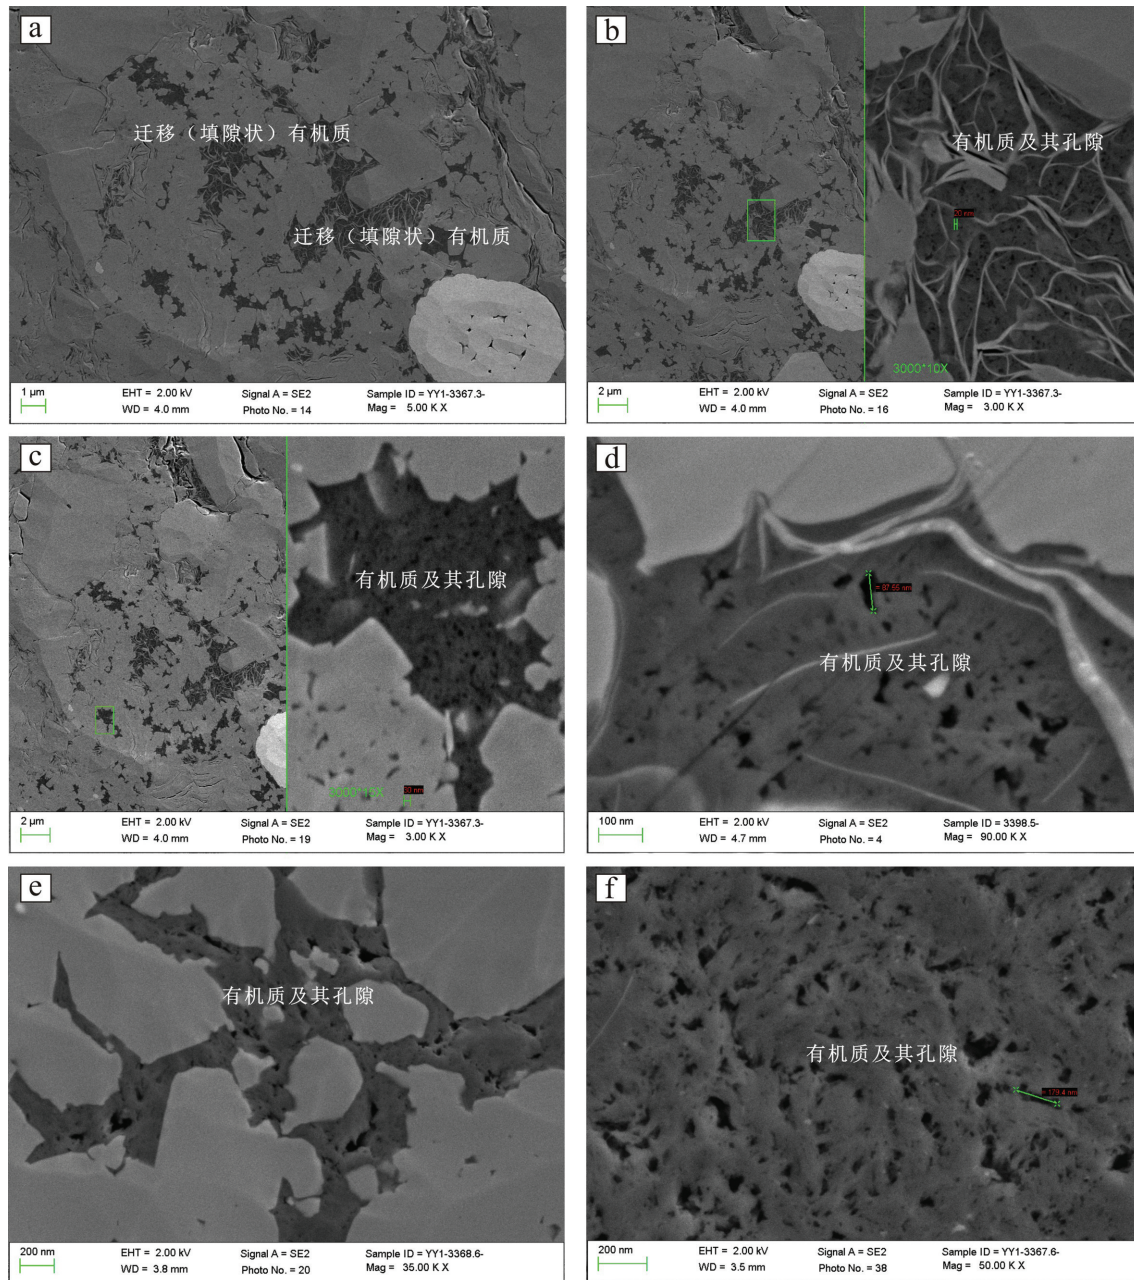 a
迁移（填隙状）有机质
迁移（填隙状）有机质
1 µm
EHT = 2.00 kV
WD = 4.0 mm
Signal A = SE2
Photo No. = 14
Sample ID = YY1-3367.3-
Mag = 5.00 K X
b
有机质及其孔隙
20 nm
3000*10X
2 µm
EHT = 2.00 kV
WD = 4.0 mm
Signal A = SE2
Photo No. = 16
Sample ID = YY1-3367.3-
Mag = 3.00 K X
c
有机质及其孔隙
30 nm
2 µm
EHT = 2.00 kV
WD = 4.0 mm
Signal A = SE2
Photo No. = 19
Sample ID = YY1-3367.3-
Mag = 3.00 K X
d
有机质及其孔隙
100 nm
EHT = 2.00 kV
WD = 4.7 mm
Signal A = SE2
Photo No. = 4
Sample ID = 3398.5-
Mag = 90.00 K X
e
有机质及其孔隙
200 nm
EHT = 2.00 kV
WD = 3.8 mm
Signal A = SE2
Photo No. = 20
Sample ID = YY1-3368.6-
Mag = 35.00 K X
f
有机质及其孔隙
= 179.4 nm
200 nm
EHT = 2.00 kV
WD = 3.5 mm
Signal A = SE2
Photo No. = 38
Sample ID = YY1-3367.6-
Mag = 50.00 K X